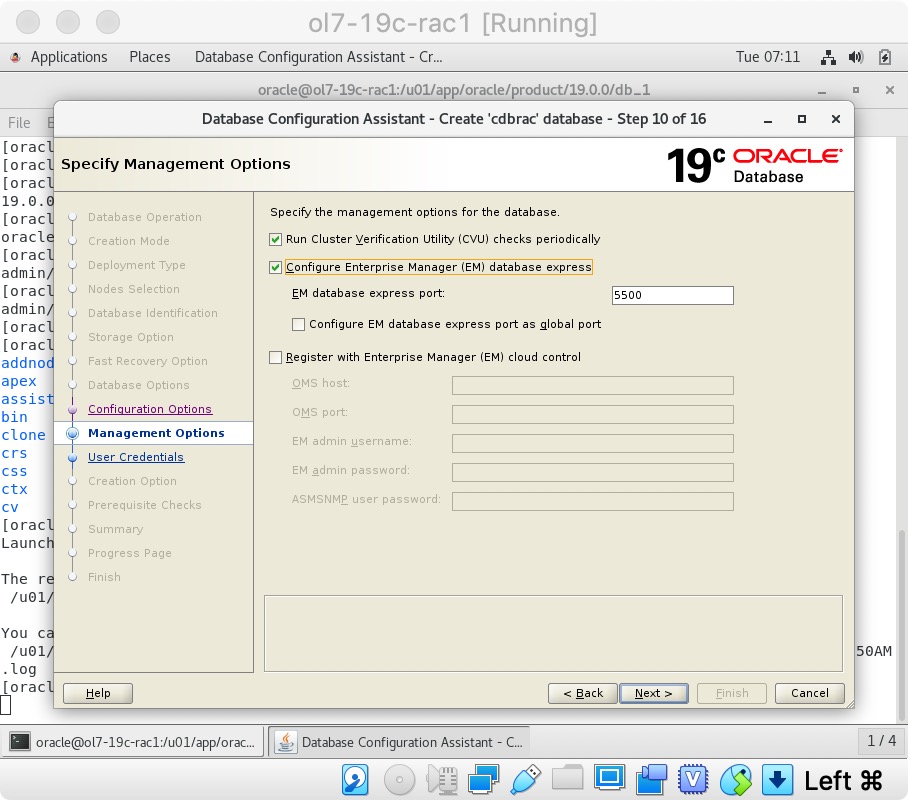 ol7-19c-rac1 [Running]
Applications Places Database Configuration Assistant - Cr... Tue 07:11
oracle@ol7-19c-rac1:/u01/app/oracle/product/19.0.0/db_1
File E
Database Configuration Assistant - Create 'cdbrac' database - Step 10 of 16
Specify Management Options
19c ORACLE
Database
[oracl
[oracl
[oracl
19.0.0
[oracl
oracle
[oracl
admin/
[oracl
admin/
[oracl
[oracl
addnod
apex
assist
bin
clone
crs
css
ctx
cv
[oracl
Launch
The re
/u01/
You ca
/u01/
.log
[oracl
50AM
Database Operation
Creation Mode
Deployment Type
Nodes Selection
Database Identification
Storage Option
Fast Recovery Option
Database Options
Configuration Options
Management Options
User Credentials
Creation Option
Prerequisite Checks
Summary
Progress Page
Finish
Specify the management options for the database.
Run Cluster Verification Utility (CVU) checks periodically
Configure Enterprise Manager (EM) database express
EM database express port: 5500
Configure EM database express port as global port
Register with Enterprise Manager (EM) cloud control
OMS host:
OMS port:
EM admin username:
EM admin password:
ASMSNMP user password:
Help < Back Next > Finish Cancel
oracle@ol7-19c-rac1:/u01/app/orac... Database Configuration Assistant - C... 1 / 4
Left ⌘